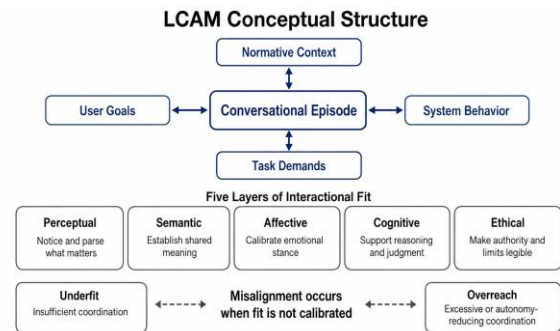 LCAM Conceptual Structure
Normative Context
User Goals
Conversational Episode
System Behavior
Task Demands
Five Layers of Interactional Fit
Perceptual
Notice and parse
what matters
Semantic
Establish shared
meaning
Affective
Calibrate emotional
stance
Cognitive
Support reasoning
and judgment
Ethical
Make authority and
limits legible
Underfit
Insufficient coordination
Misalignment occurs
when fit is not calibrated
Overreach
Excessive or autonomy-
reducing coordination